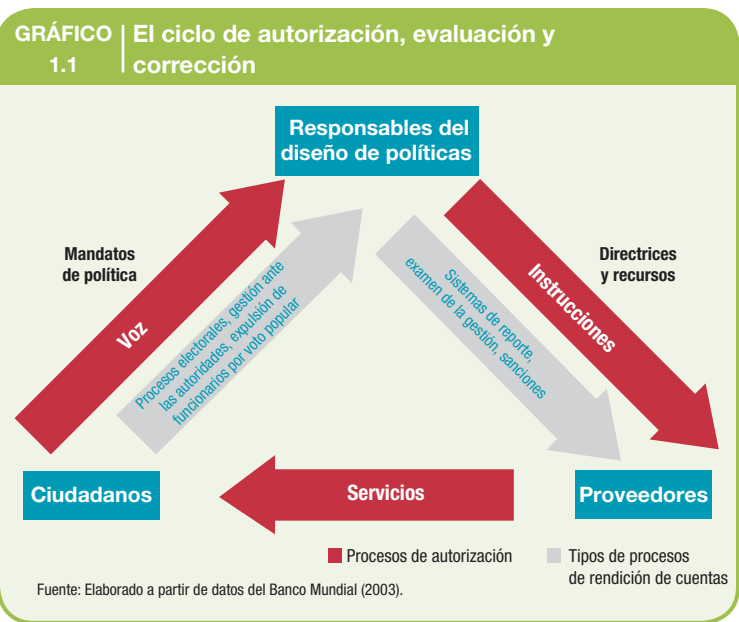 GRÁFICO
1.1
El ciclo de autorización, evaluación y
corrección
Responsables del
diseño de políticas
Mandatos
de política
Voz
Procesos electorales, gestión ante
las autoridades, expulsión de
funcionarios por voto popular
Sistemas de reporte,
examen de la gestión, sanciones
Instrucciones
Directrices
y recursos
Ciudadanos
Servicios
Proveedores
Procesos de autorización
Tipos de procesos
de rendición de cuentas
Fuente: Elaborado a partir de datos del Banco Mundial (2003).